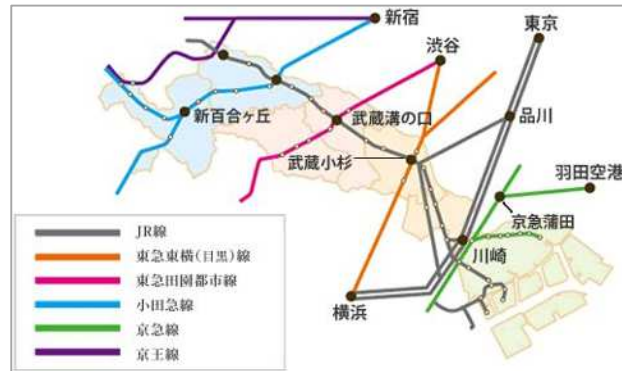 新宿
渋谷
東京
新百合ヶ丘
武蔵溝の口
品川
武蔵小杉
羽田空港
京急蒲田
川崎
横浜
JR線
東急東横(目黒)線
東急田園都市線
小田急線
京急線
京王線